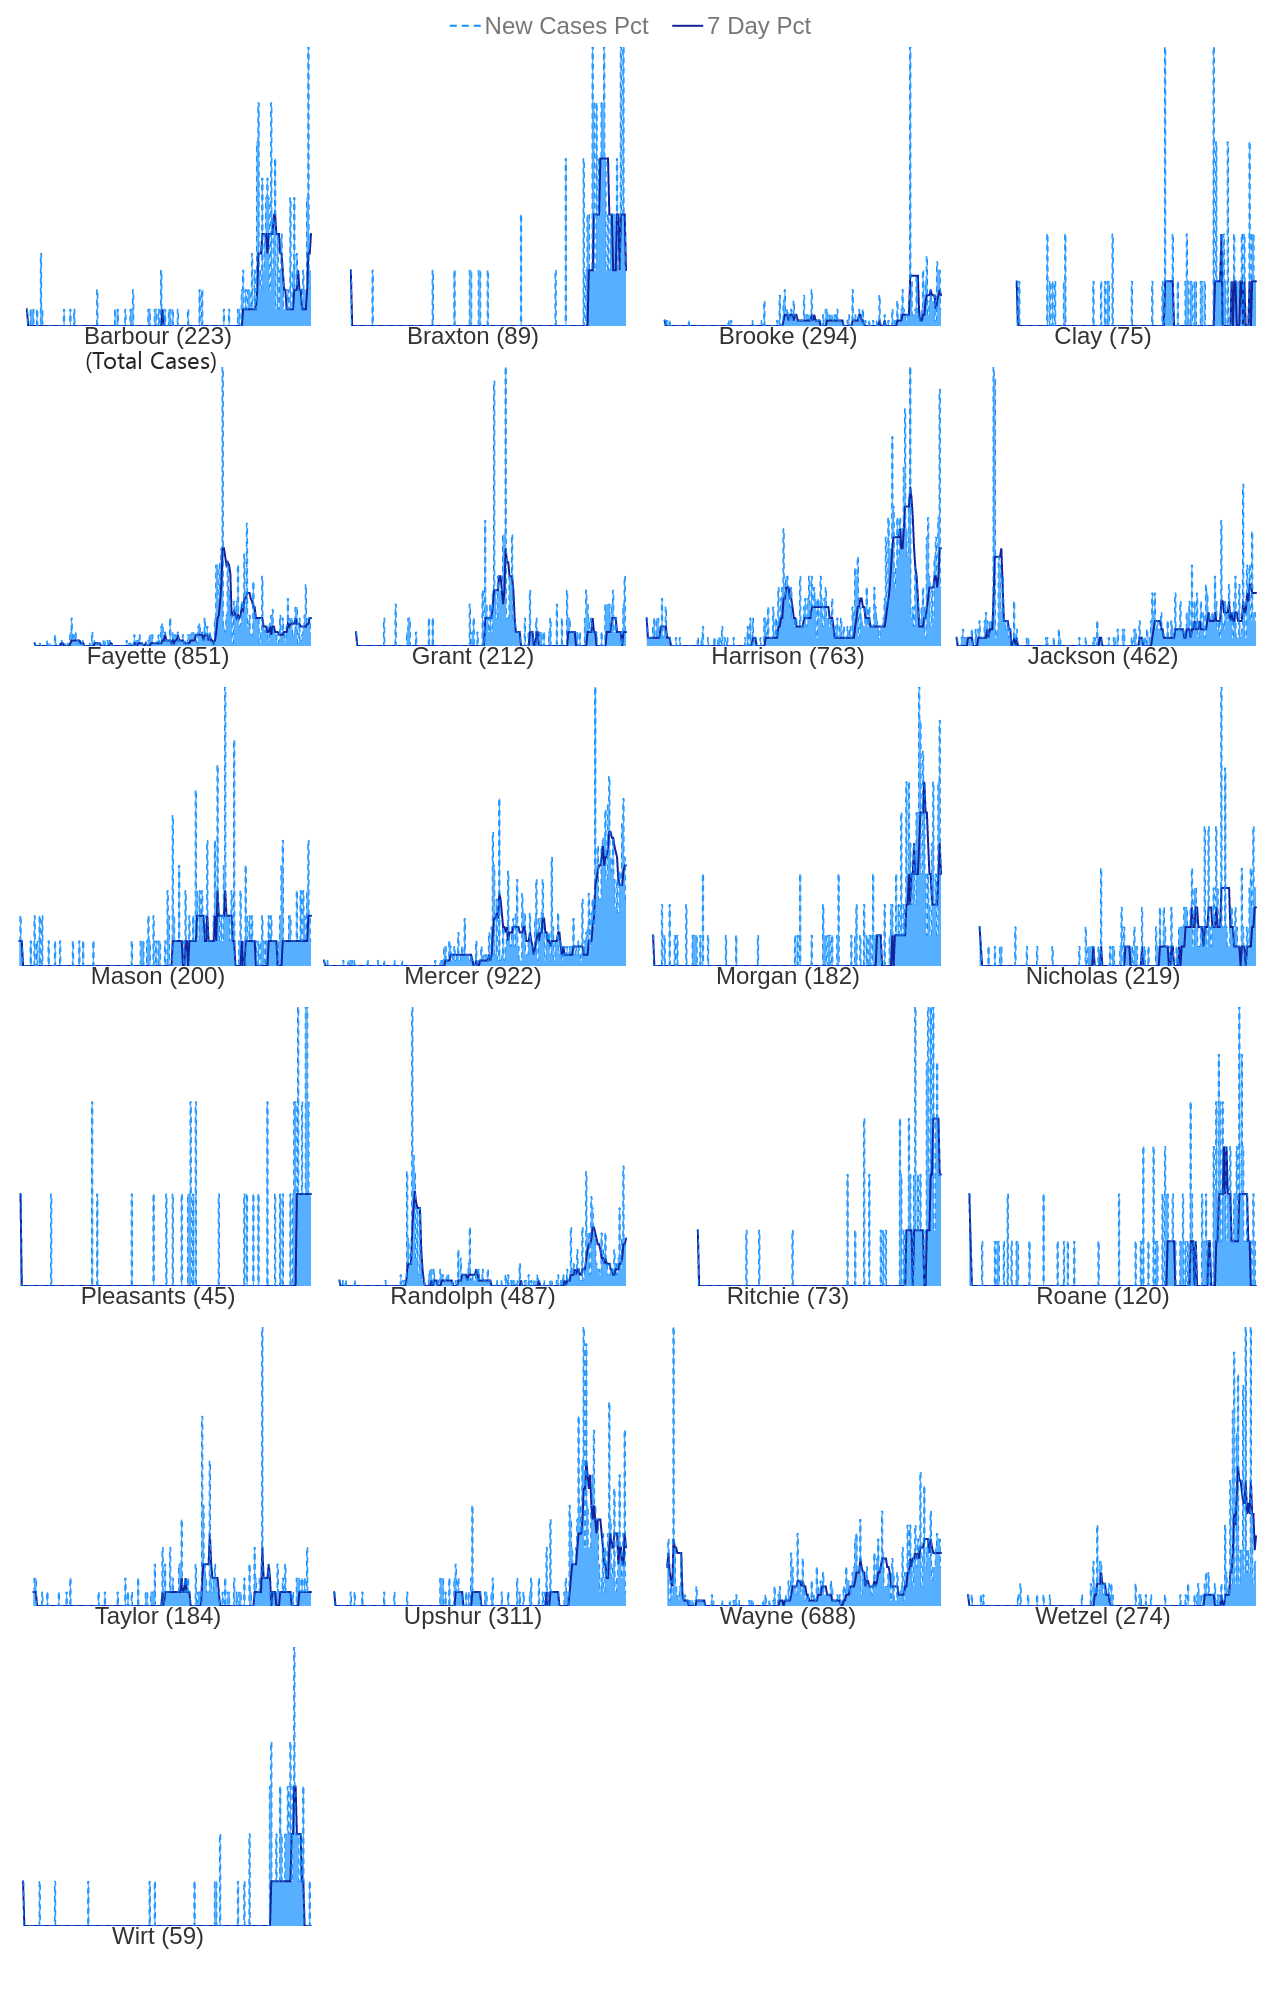 New Cases Pct 7 Day Pct
Barbour (223) Braxton (89) Brooke (294) Clay (75)
(Total Cases)
Fayette (851) Grant (212) Harrison (763) Jackson (462)
Mason (200) Mercer (922) Morgan (182) Nicholas (219)
Pleasants (45) Randolph (487) Ritchie (73) Roane (120)
Taylor (184) Upshur (311) Wayne (688) Wetzel (274)
Wirt (59)